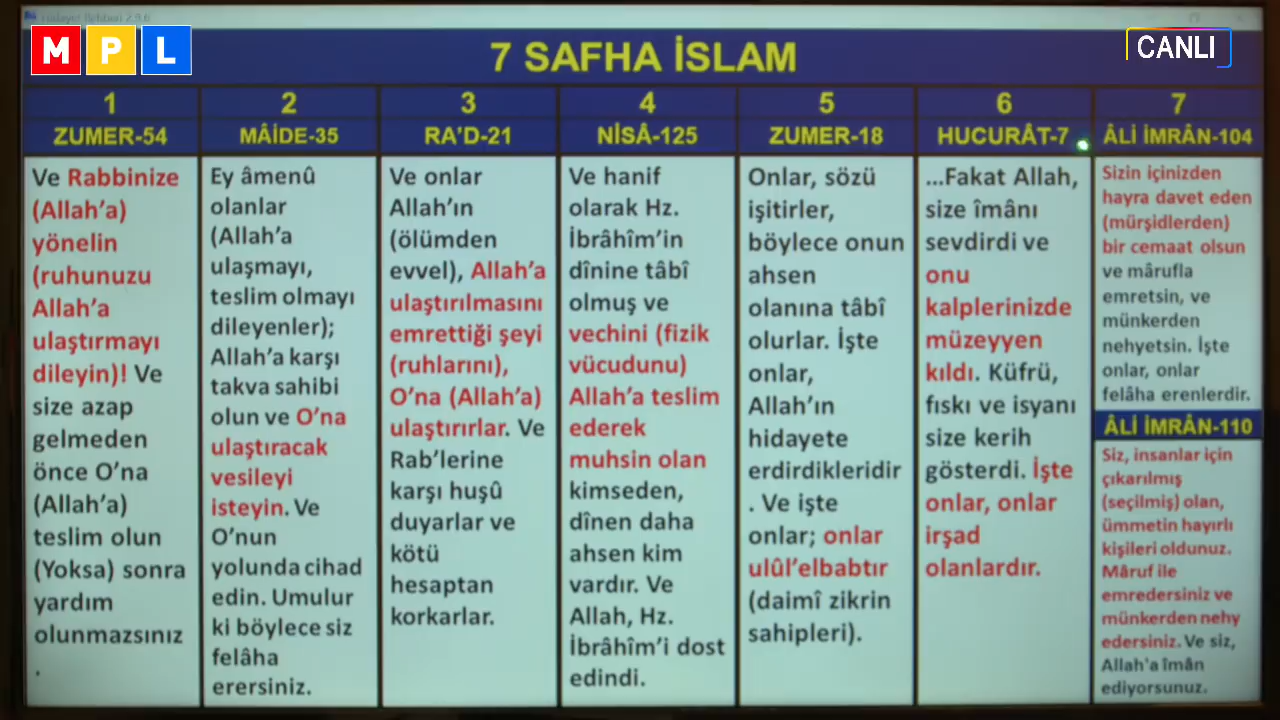 Hidayet Rehberi 2.9.6
MPL
CANLI
7 SAFHA İSLAM
1
ZUMER-54
Ve Rabbinize
(Allah'a)
yönelin
(ruhunuzu
Allah'a
ulaştırmayı
dileyin)! Ve
size azap
gelmeden
önce O'na
(Allah'a)
teslim olun
(Yoksa) sonra
yardım
olunmazsınız
.
2
MÂİDE-35
Ey âmenû
olanlar
(Allah'a
ulaşmayı,
teslim olmayı
dileyenler);
Allah'a karşı
takva sahibi
olun ve O'na
ulaştıracak
vesileyi
isteyin. Ve
O'nun
yolunda cihad
edin. Umulur
ki böylece siz
felâha
erersiniz.
3
RA'D-21
Ve onlar
Allah'ın
(ölümden
evvel), Allah'a
ulaştırılmasını
emrettiği şeyi
(ruhlarını),
O'na (Allah'a)
ulaştırırlar. Ve
Rab'lerine
karşı huşû
duyarlar ve
kötü
hesaptan
korkarlar.
4
NİSÂ-125
Ve hanif
olarak Hz.
İbrâhîm'in
dînine tâbî
olmuş ve
vechini (fizik
vücudunu)
Allah'a teslim
ederek
muhsin olan
kimseden,
dînen daha
ahsen kim
vardır. Ve
Allah, Hz.
İbrâhîm'i dost
edindi.
5
ZUMER-18
Onlar, sözü
işitirler,
böylece onun
ahsen
olanına tâbî
olurlar. İşte
onlar,
Allah'ın
hidayete
erdirdikleridir
. Ve işte
onlar; onlar
ulûl'elbabtır
(daimî zikrin
sahipleri).
6
HUCURÂT-7
...Fakat Allah,
size îmânı
sevdirdi ve
onu
kalplerinizde
müzeyyen
kıldı. Küfrü,
fıskı ve isyanı
size kerih
gösterdi. İşte
onlar, onlar
irşad
olanlardır.
7
ÂLİ İMRÂN-104
Sizin içinizden
hayra davet eden
(mürşidlerden)
bir cemaat olsun
ve mârufla
emretsin, ve
münkerden
nehyetsin. İşte
onlar, onlar
felâha erenlerdir.
ÂLİ İMRÂN-110
Siz, insanlar için
çıkarılmış
(seçilmiş) olan,
ümmetin hayırlı
kişileri oldunuz.
Mâruf ile
emredersiniz ve
münkerden nehy
edersiniz. Ve siz,
Allah'a îmân
ediyorsunuz.